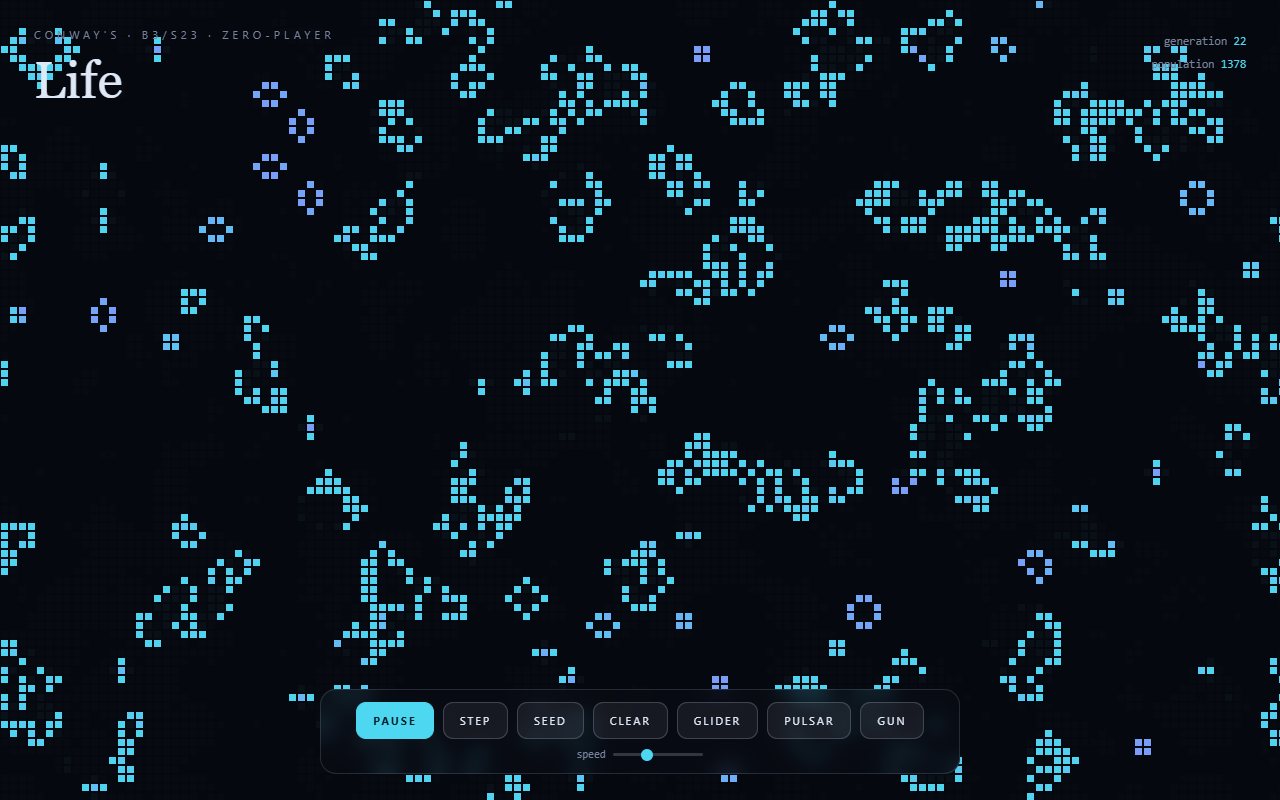 CONWAY'S · B3/S23 · ZERO-PLAYER
Life
generation 22
population 1378
PAUSE STEP SEED CLEAR GLIDER PULSAR GUN
speed